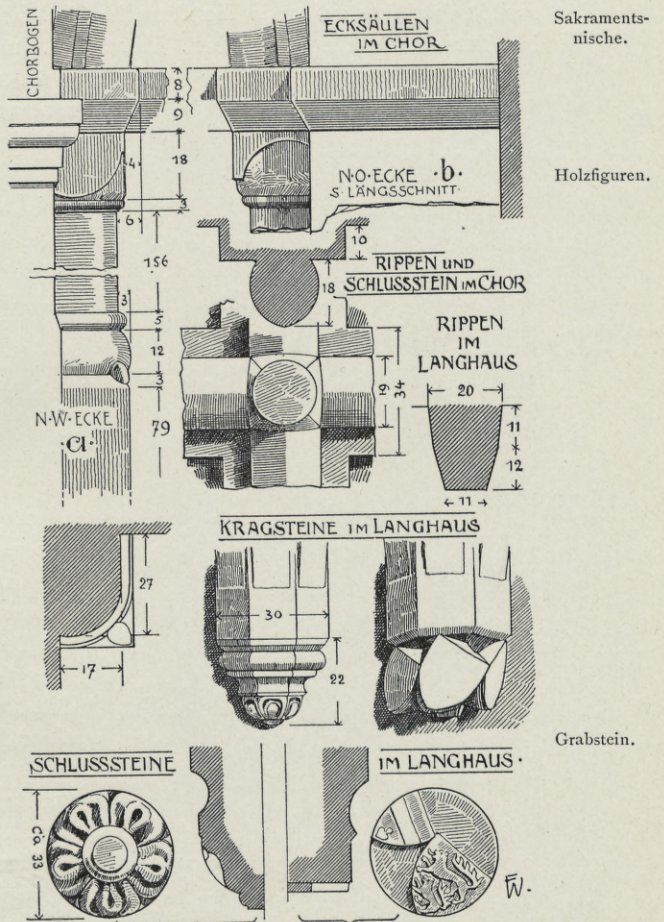 CHORBOGEN
ECKSÄULEN
IM CHOR
8
9
18
4
3
6
156
3
5
12
3
79
N·W·ECKE
·a·
N·O·ECKE ·b·
S·LÄNGSSCHNITT·
10
18
RIPPEN UND
SCHLUSSSTEIN IM CHOR
19
34
RIPPEN
IM
LANGHAUS
20
11
12
11
KRAGSTEINE IM LANGHAUS
27
17
30
22
SCHLUSSSTEINE
IM LANGHAUS·
ca 33
FW.
Sakraments-
nische.
Holzfiguren.
Grabstein.